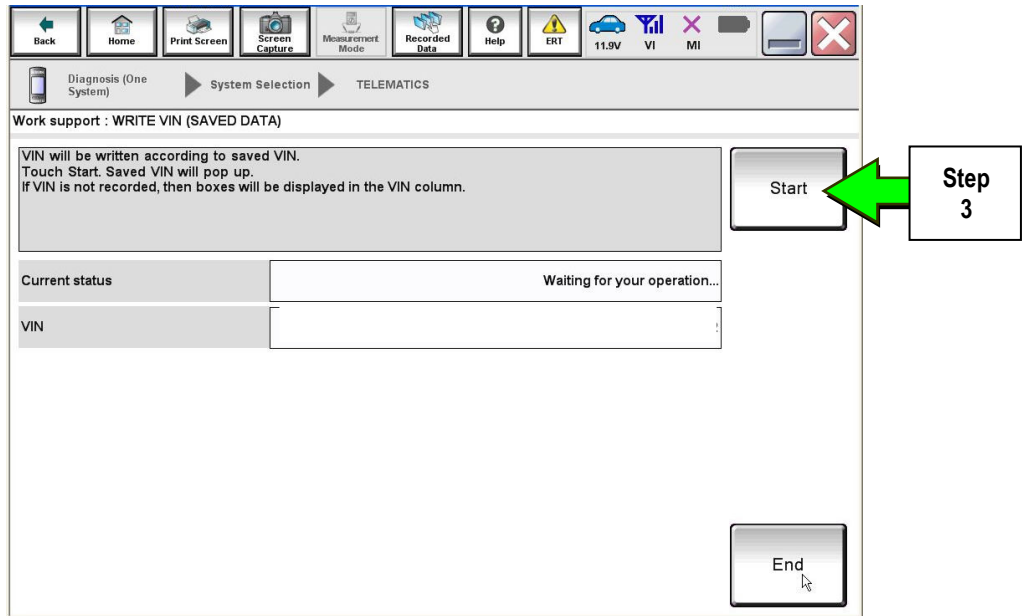 Back
Home
Print Screen
Screen
Capture
Measurement
Mode
Recorded
Data
Help
ERT
11.9V
VI
MI
Diagnosis (One
System)
System Selection
TELEMATICS
Work support : WRITE VIN (SAVED DATA)
VIN will be written according to saved VIN.
Touch Start. Saved VIN will pop up.
If VIN is not recorded, then boxes will be displayed in the VIN column.
Start
Step
3
Current status
Waiting for your operation...
VIN
End